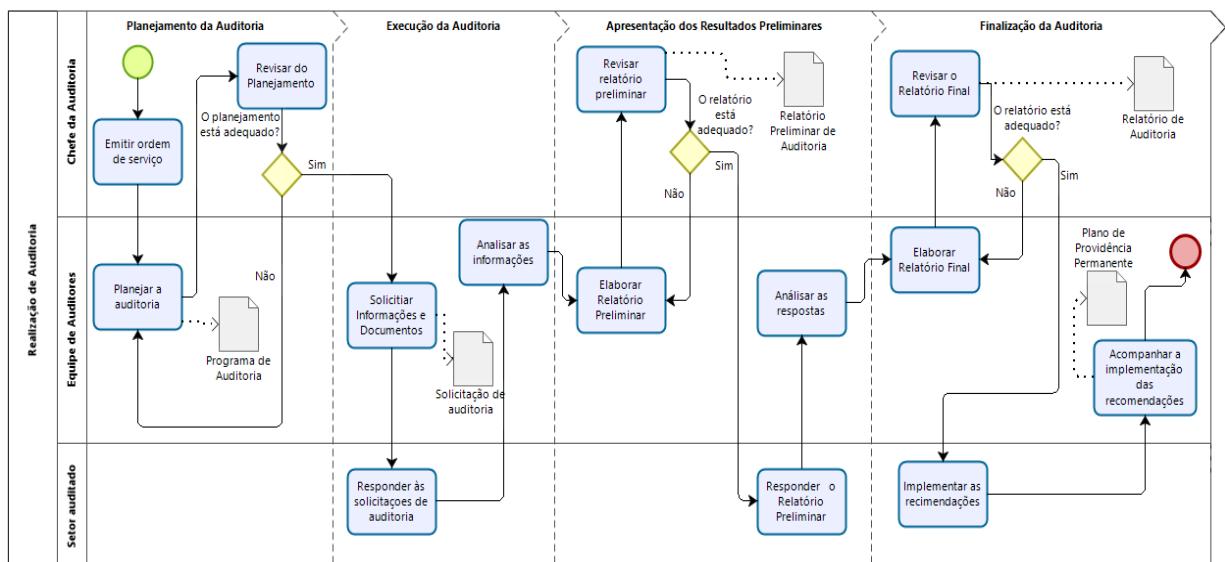 Realização de Auditoria
Planejamento da Auditoria
Execução da Auditoria
Apresentação dos Resultados Preliminares
Finalização da Auditoria
Chefe da Auditoria
Emitir ordem
de serviço
Revisar do
Planejamento
O planejamento
está adequado?
Sim
Revisar
relatório
preliminar
O relatório
está
adequado?
Sim
Não
Relatório
Preliminar de
Auditoria
Revisar o
Relatório Final
O relatório está
adequado?
Sim
Não
Relatório de
Auditoria
Equipe de Auditores
Planejar a
auditoria
Não
Programa de
Auditoria
Solicitiar
Informações e
Documentos
Solicitação de
auditoria
Analisar as
informações
Elaborar
Relatório
Preliminar
Análisar as
respostas
Elaborar
Relatório Final
Plano de
Providência
Permanente
Acompanhar a
implementação
das
recomendações
Setor auditado
Responder às
solicitaçoes de
auditoria
Responder o
Relatório
Preliminar
Implementar as
recimendações